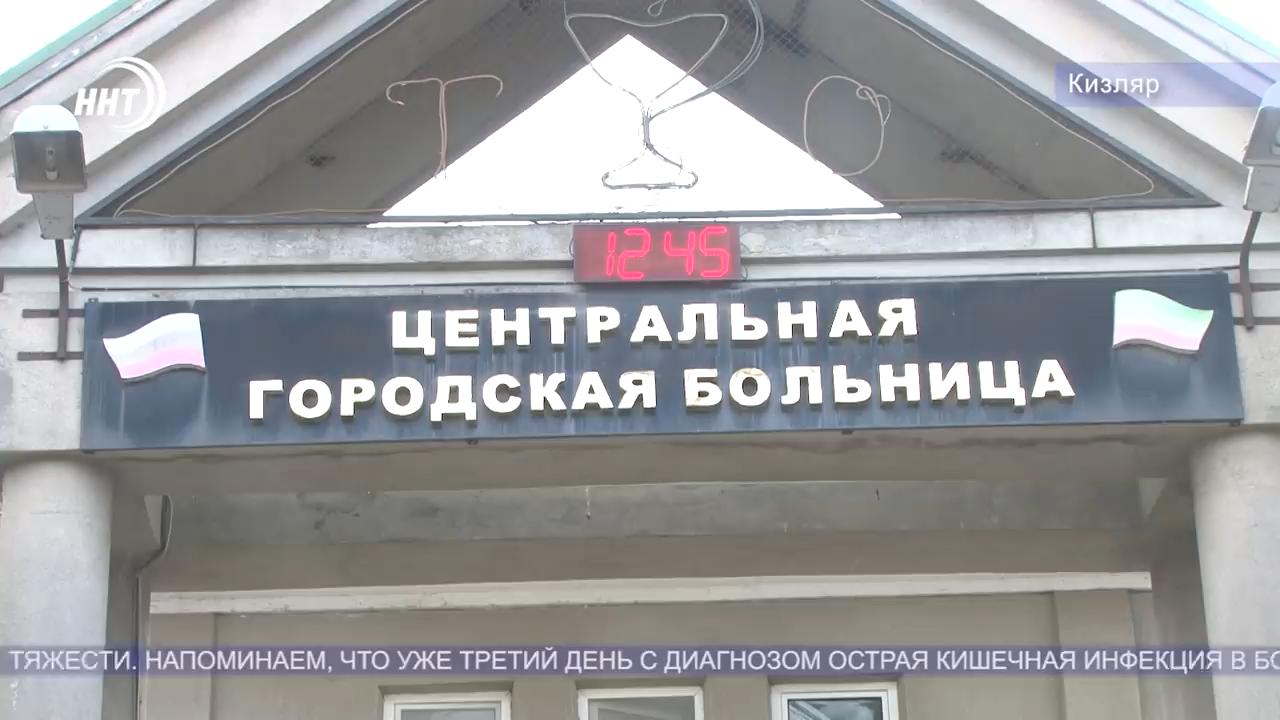 ННТ
Кизляр
12 45
ЦЕНТРАЛЬНАЯ
ГОРОДСКАЯ БОЛЬНИЦА
ТЯЖЕСТИ. НАПОМИНАЕМ, ЧТО УЖЕ ТРЕТИЙ ДЕНЬ С ДИАГНОЗОМ ОСТРАЯ КИШЕЧНАЯ ИНФЕКЦИЯ В